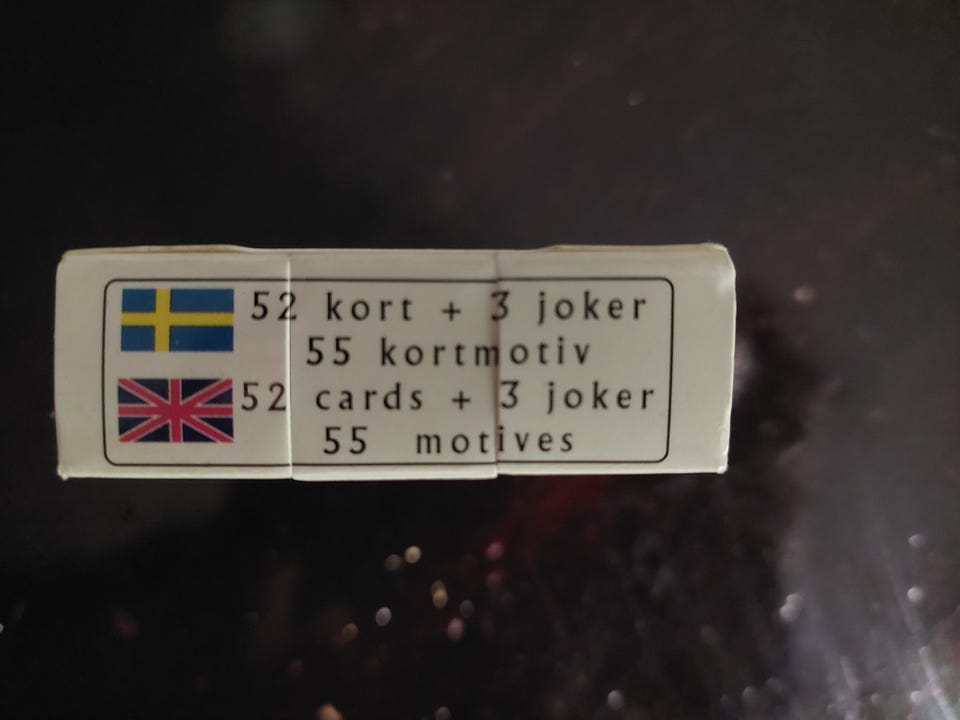 52 kort + 3 joker
55 kortmotiv
52 cards + 3 joker
55 motives